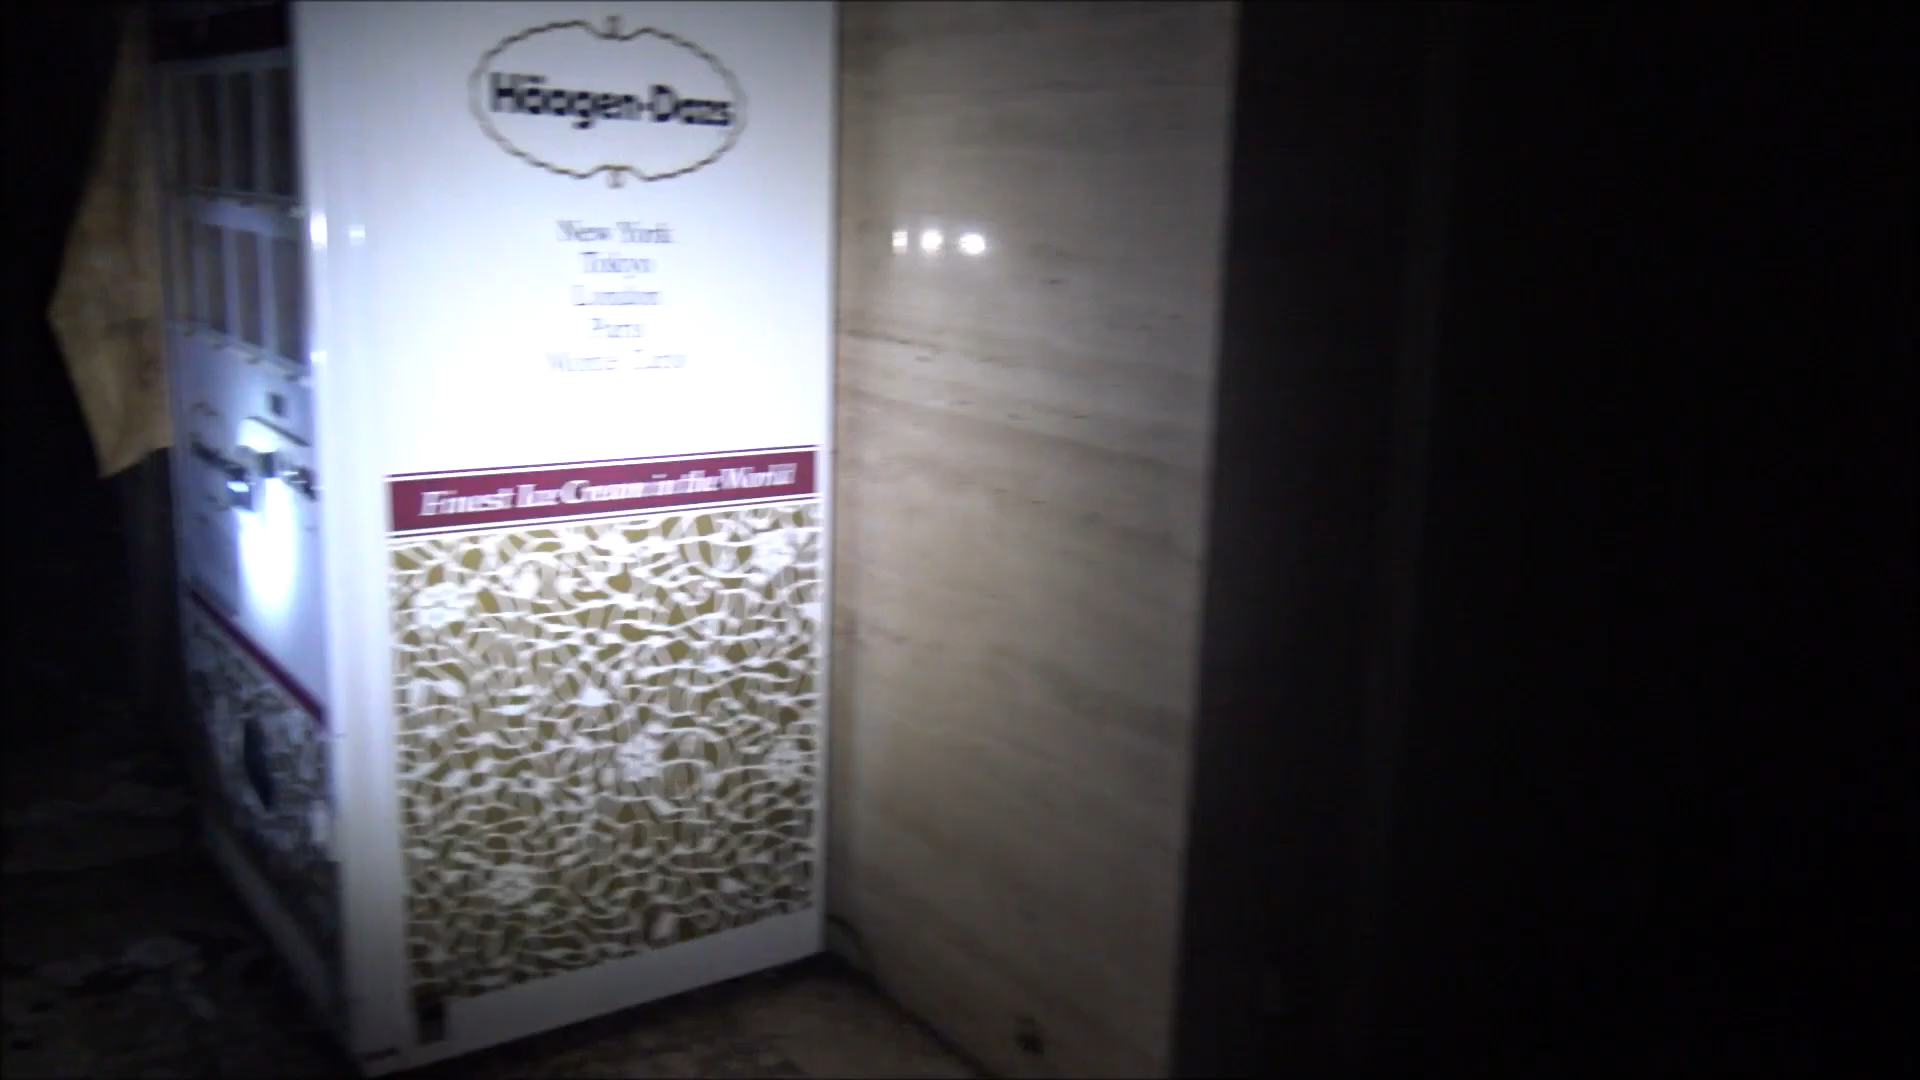 Häagen-Dazs
New York
Tokyo
London
Paris
Finest Ice Cream in the World